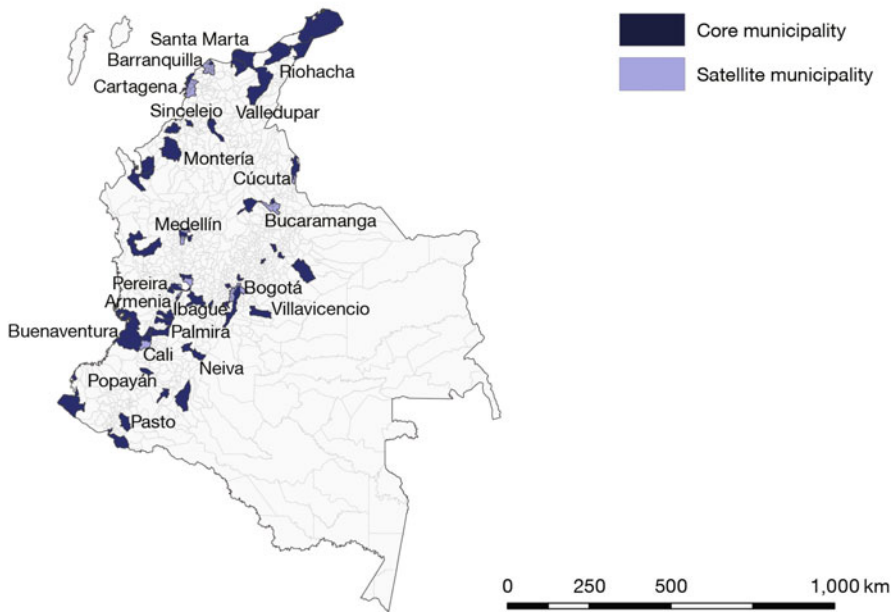 Core municipality
Satellite municipality
Santa Marta
Barranquilla
Riohacha
Cartagena
Sincelejo
Valledupar
Montería
Cúcuta
Medellín
Bucaramanga
Pereira
Bogotá
Armenia
Ibague
Villavicencio
Buenaventura
Palmira
Cali
Neiva
Popayán
Pasto
0 250 500 1,000 km